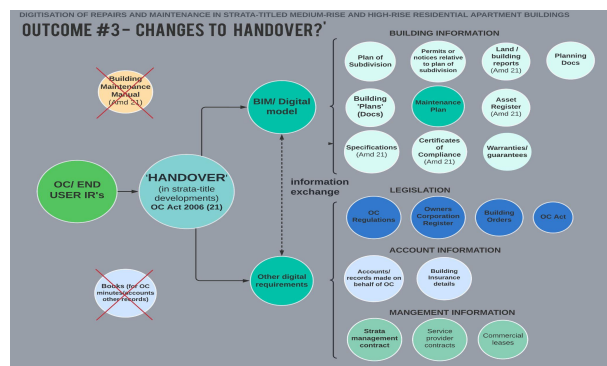 DIGITISATION OF REPAIRS AND MAINTENANCE IN STRATA-TITLED MEDIUM-RISE AND HIGH-RISE RESIDENTIAL APARTMENT BUILDINGS
OUTCOME #3 – CHANGES TO HANDOVER?'
BUILDING INFORMATION
Plan of
Subdivision
Permits or
notices relative
to plan of
subdivision
Land /
building
reports
(Amd 21)
Planning
Docs
Building
Maintenance
Manual
(Amd 21)
BIM/ Digital
model
Building
'Plans'
(Docs)
Maintenance
Plan
Asset
Register
(Amd 21)
Specifications
(Amd 21)
Certificates
of
Compliance
(Amd 21)
Warranties/
guarantees
OC/ END
USER IR's
'HANDOVER'
(in strata-title
developments)
OC Act 2006 (21)
information
exchange
LEGISLATION
OC
Regulations
Owners
Corporation
Register
Building
Orders
OC Act
Books (for OC
minutes/accounts
other records)
Other digital
requirements
ACCOUNT INFORMATION
Accounts/
records made on
behalf of OC
Building
Insurance
details
MANGEMENT INFORMATION
Strata
management
contract
Service
provider
contracts
Commercial
leases